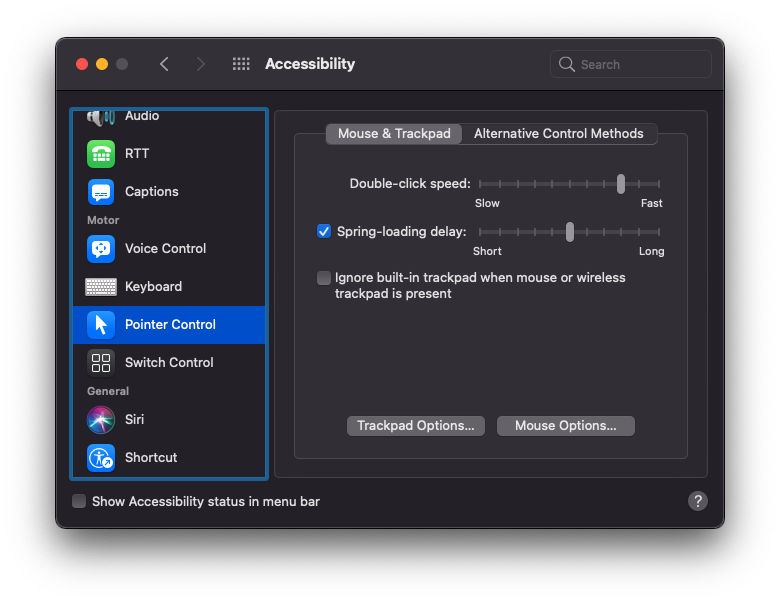 Accessibility
Search
Audio
RTT
Captions
Motor
Voice Control
Keyboard
Pointer Control
Switch Control
General
Siri
Shortcut
Mouse & Trackpad
Alternative Control Methods
Double-click speed:
Slow
Fast
Spring-loading delay:
Short
Long
Ignore built-in trackpad when mouse or wireless
trackpad is present
Trackpad Options...
Mouse Options...
Show Accessibility status in menu bar
?